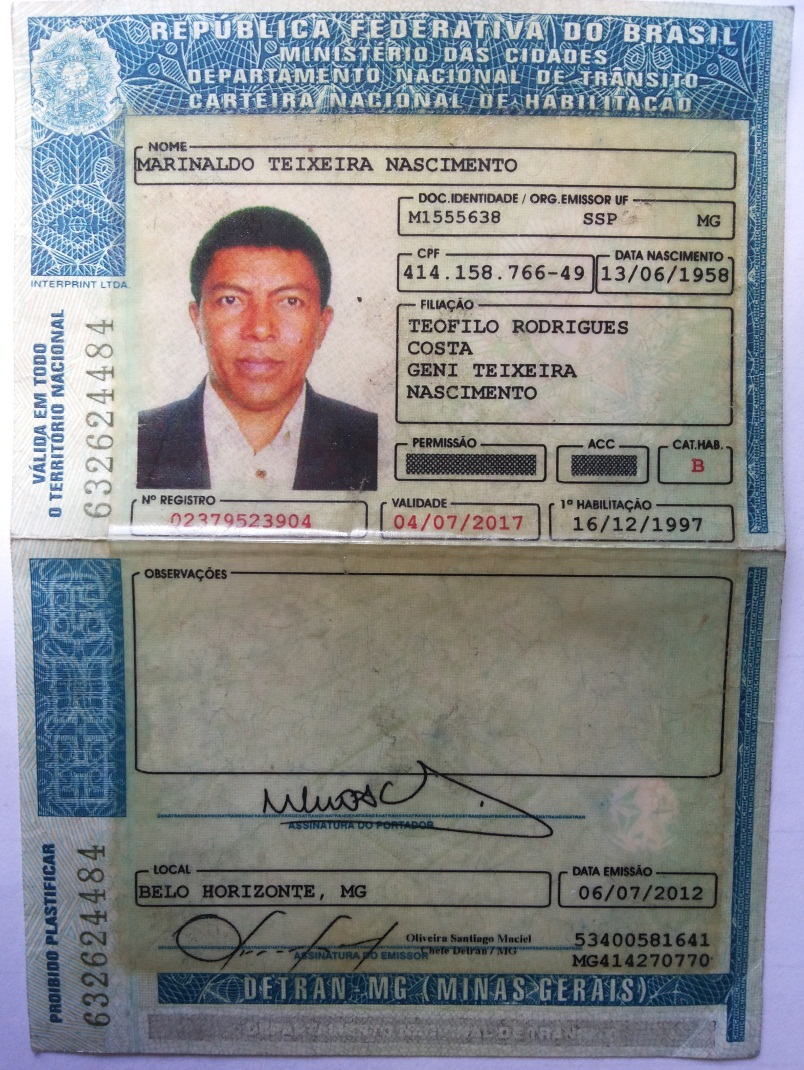 REPÚBLICA FEDERATIVA DO BRASIL
MINISTÉRIO DAS CIDADES
DEPARTAMENTO NACIONAL DE TRÂNSITO
CARTEIRA NACIONAL DE HABILITAÇÃO
NOME
MARINALDO TEIXEIRA NASCIMENTO
DOC.IDENTIDADE / ORG.EMISSOR UF
M1555638 SSP MG
CPF
414.158.766-49
DATA NASCIMENTO
13/06/1958
FILIAÇÃO
TEOFILO RODRIGUES
COSTA
GENI TEIXEIRA
NASCIMENTO
PERMISSÃO
ACC
CAT.HAB.
B
Nº REGISTRO
02379523904
VALIDADE
04/07/2017
1ª HABILITAÇÃO
16/12/1997
INTERPRINT LTDA.
VÁLIDA EM TODO
O TERRITÓRIO NACIONAL
632624484
OBSERVAÇÕES
ASSINATURA DO PORTADOR
LOCAL
BELO HORIZONTE, MG
DATA EMISSÃO
06/07/2012
Oliveira Santiago Maciel
Chefe Detran / MG
ASSINATURA DO EMISSOR
53400581641
MG414270770
PROIBIDO PLASTIFICAR
632624484
DETRAN-MG (MINAS GERAIS)